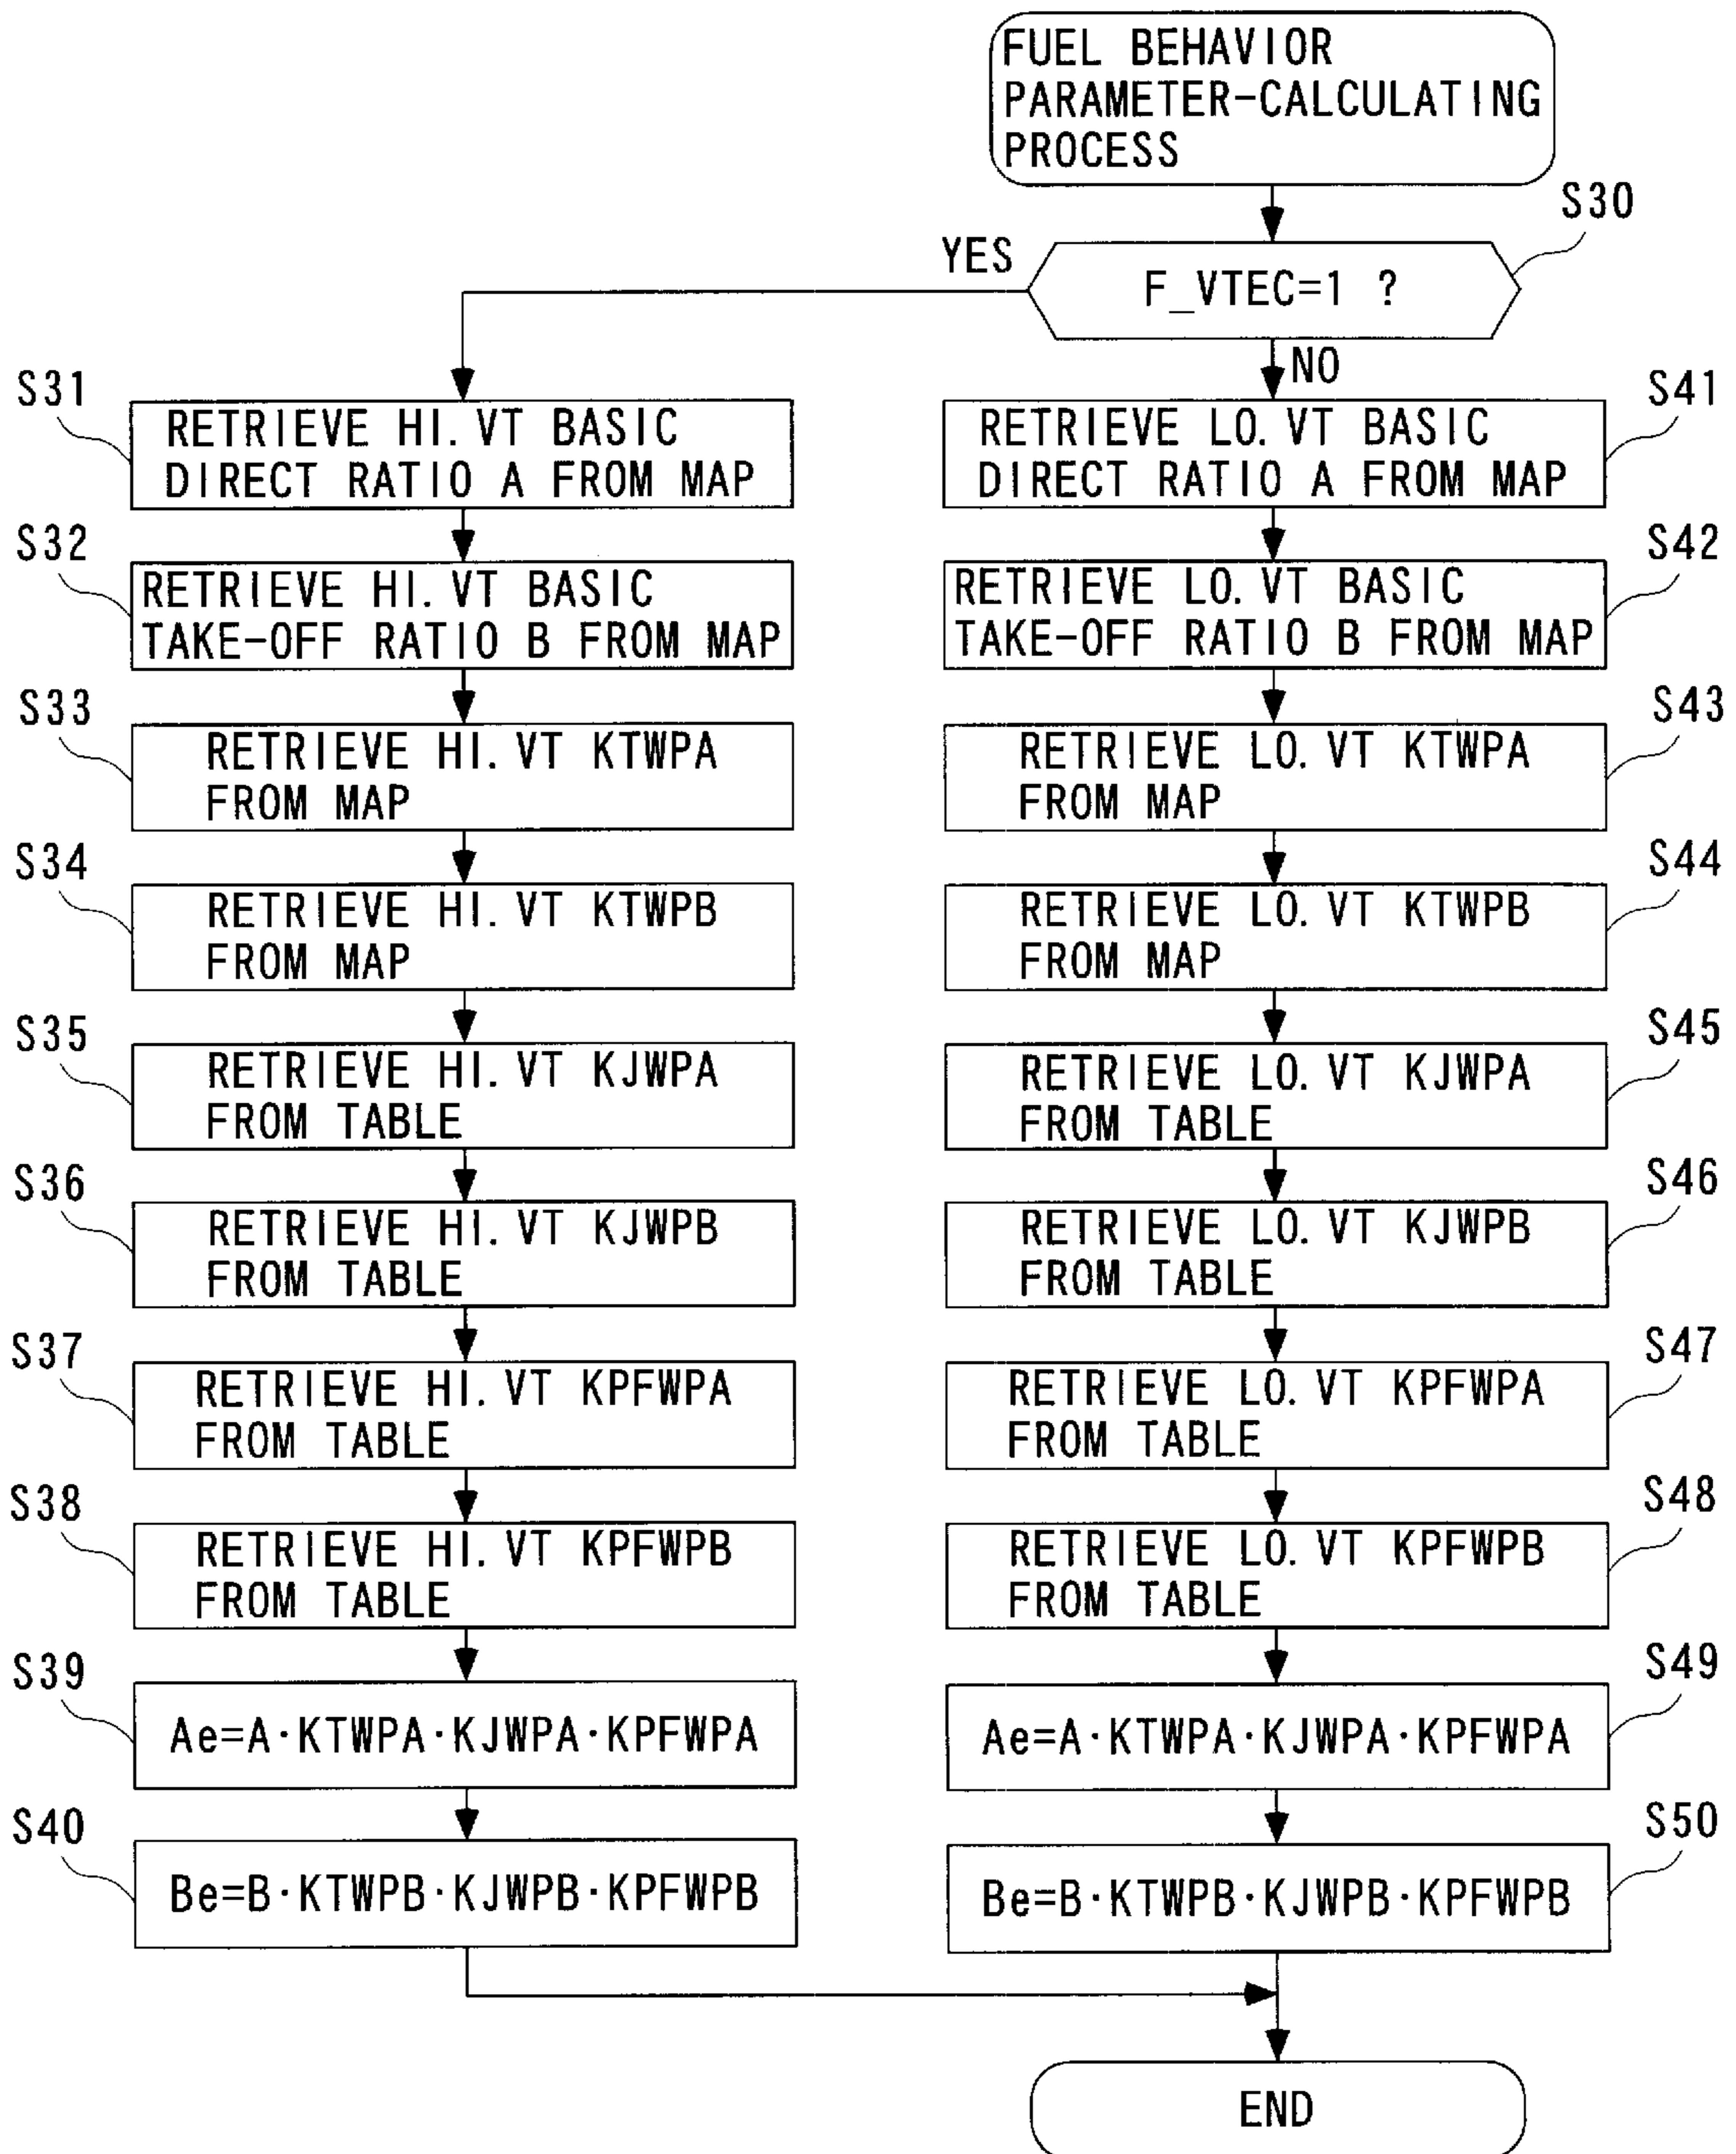 FUEL BEHAVIOR
PARAMETER-CALCULATING
PROCESS
S30
F_VTEC=1 ?
YES
NO
S31
RETRIEVE HI. VT BASIC
DIRECT RATIO A FROM MAP
S32
RETRIEVE HI. VT BASIC
TAKE-OFF RATIO B FROM MAP
S33
RETRIEVE HI. VT KTWPA
FROM MAP
S34
RETRIEVE HI. VT KTWPB
FROM MAP
S35
RETRIEVE HI. VT KJWPA
FROM TABLE
S36
RETRIEVE HI. VT KJWPB
FROM TABLE
S37
RETRIEVE HI. VT KPFWPA
FROM TABLE
S38
RETRIEVE HI. VT KPFWPB
FROM TABLE
S39
Ae=A·KTWPA·KJWPA·KPFWPA
S40
Be=B·KTWPB·KJWPB·KPFWPB
S41
RETRIEVE LO. VT BASIC
DIRECT RATIO A FROM MAP
S42
RETRIEVE LO. VT BASIC
TAKE-OFF RATIO B FROM MAP
S43
RETRIEVE LO. VT KTWPA
FROM MAP
S44
RETRIEVE LO. VT KTWPB
FROM MAP
S45
RETRIEVE LO. VT KJWPA
FROM TABLE
S46
RETRIEVE LO. VT KJWPB
FROM TABLE
S47
RETRIEVE LO. VT KPFWPA
FROM TABLE
S48
RETRIEVE LO. VT KPFWPB
FROM TABLE
S49
Ae=A·KTWPA·KJWPA·KPFWPA
S50
Be=B·KTWPB·KJWPB·KPFWPB
END